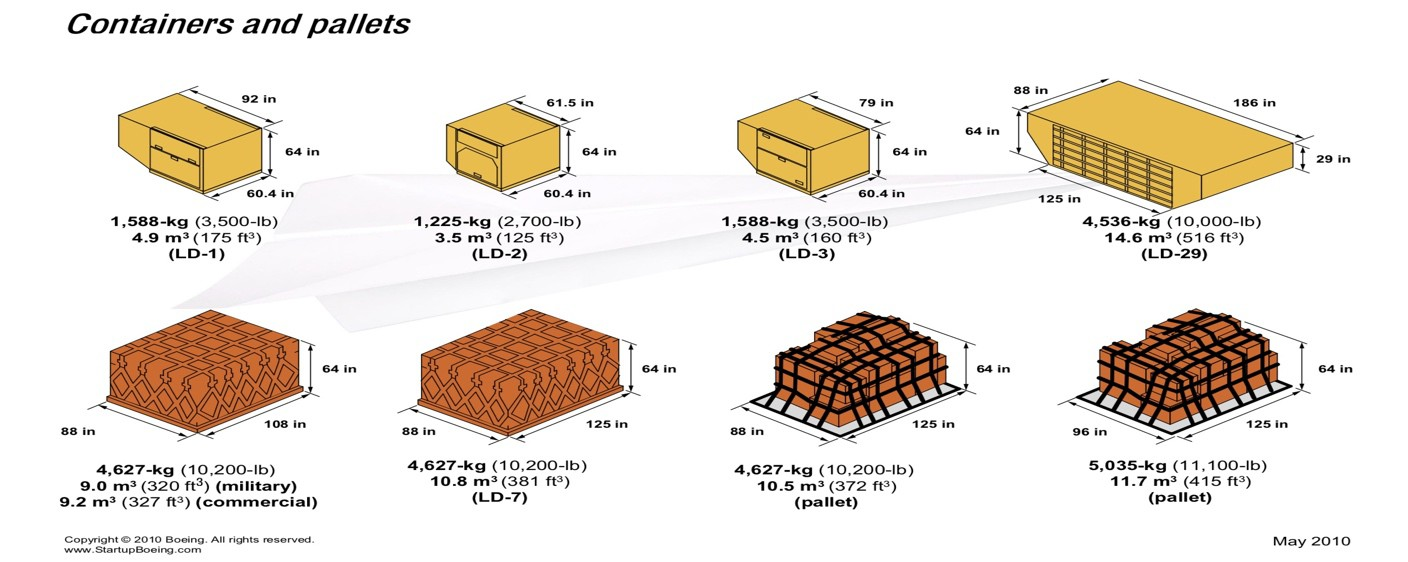 Containers and pallets
92 in
64 in
60.4 in
1,588-kg (3,500-lb)
4.9 m³ (175 ft³)
(LD-1)
61.5 in
64 in
60.4 in
1,225-kg (2,700-lb)
3.5 m³ (125 ft³)
(LD-2)
79 in
64 in
60.4 in
1,588-kg (3,500-lb)
4.5 m³ (160 ft³)
(LD-3)
88 in
186 in
64 in
29 in
125 in
4,536-kg (10,000-lb)
14.6 m³ (516 ft³)
(LD-29)
64 in
88 in
108 in
4,627-kg (10,200-lb)
9.0 m³ (320 ft³) (military)
9.2 m³ (327 ft³) (commercial)
64 in
88 in
125 in
4,627-kg (10,200-lb)
10.8 m³ (381 ft³)
(LD-7)
64 in
88 in
125 in
4,627-kg (10,200-lb)
10.5 m³ (372 ft³)
(pallet)
64 in
96 in
125 in
5,035-kg (11,100-lb)
11.7 m³ (415 ft³)
(pallet)
Copyright © 2010 Boeing. All rights reserved.
www.StartupBoeing.com
May 2010